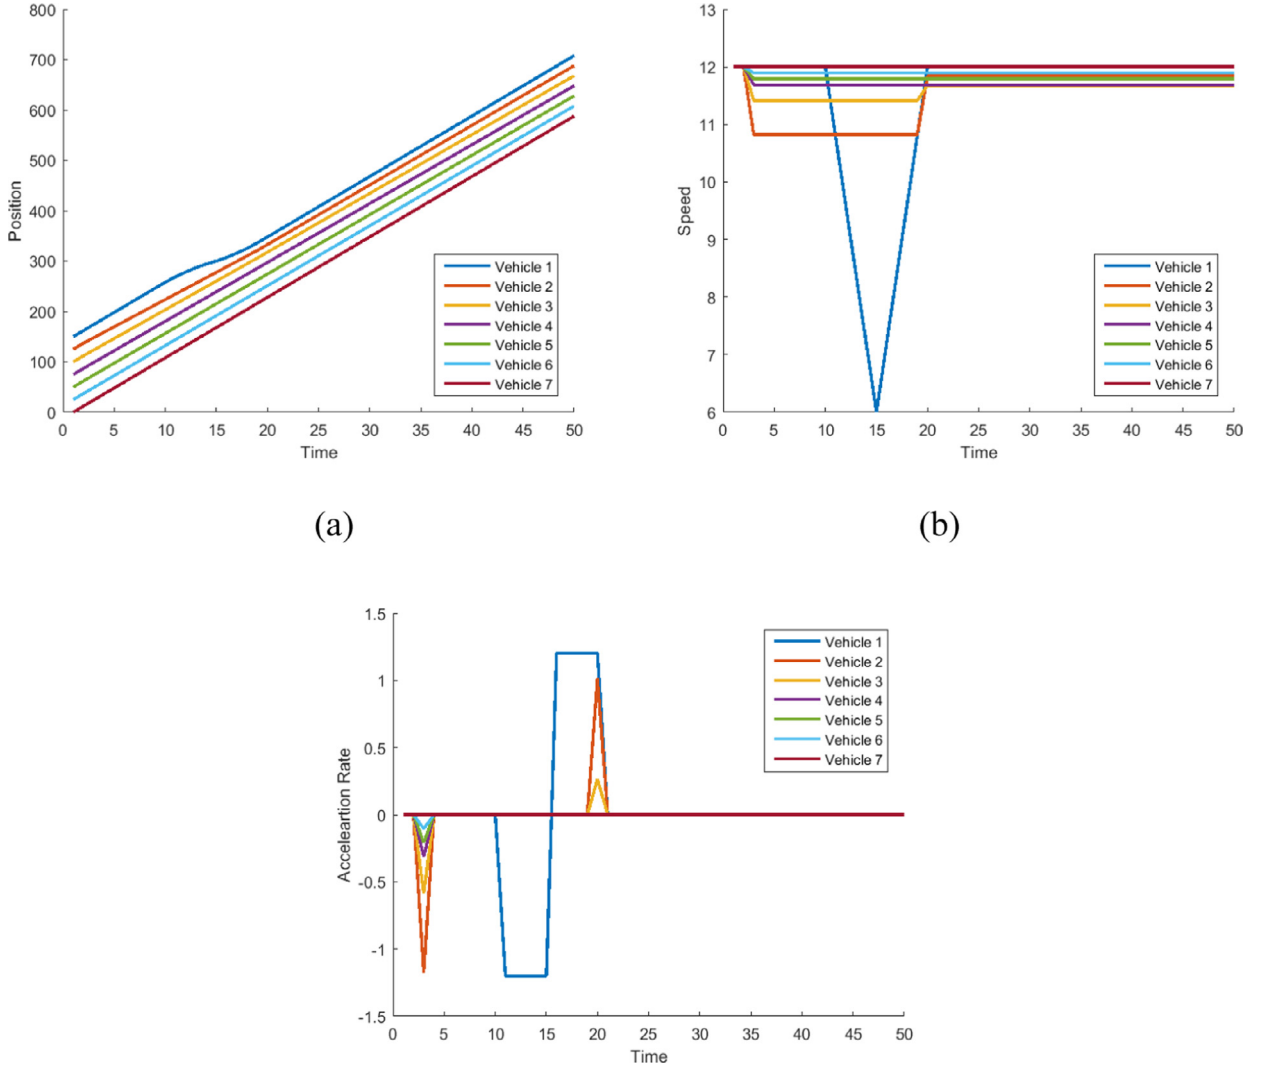 800
700
600
500
400
300
200
100
0
Position
0 5 10 15 20 25 30 35 40 45 50
Time
Vehicle 1
Vehicle 2
Vehicle 3
Vehicle 4
Vehicle 5
Vehicle 6
Vehicle 7
(a)
13
12
11
10
9
8
7
6
Speed
0 5 10 15 20 25 30 35 40 45 50
Time
Vehicle 1
Vehicle 2
Vehicle 3
Vehicle 4
Vehicle 5
Vehicle 6
Vehicle 7
(b)
1.5
1
0.5
0
-0.5
-1
-1.5
Acceleartion Rate
0 5 10 15 20 25 30 35 40 45 50
Time
Vehicle 1
Vehicle 2
Vehicle 3
Vehicle 4
Vehicle 5
Vehicle 6
Vehicle 7